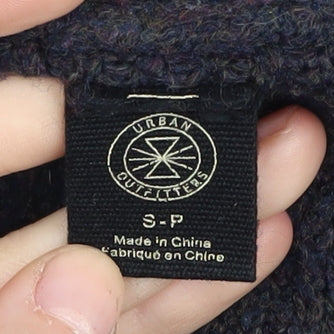 URBAN
OUTFITTERS
S-P
Made in China
Fabriqué en Chine